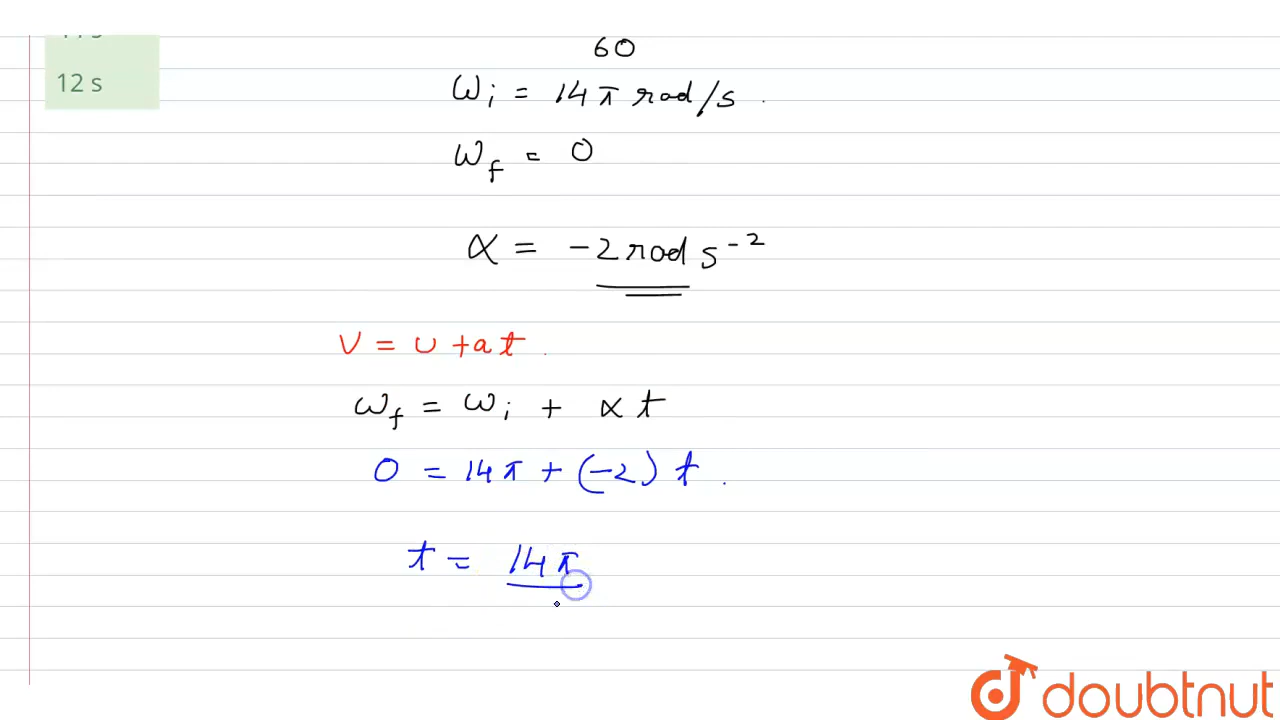 12 s
60
ωi = 14π rad/s.
ωf = 0
α = -2 rad s⁻²
v = u + at.
ωf = ωi + αt
0 = 14π + (-2) t.
t = 14π
doubtnut